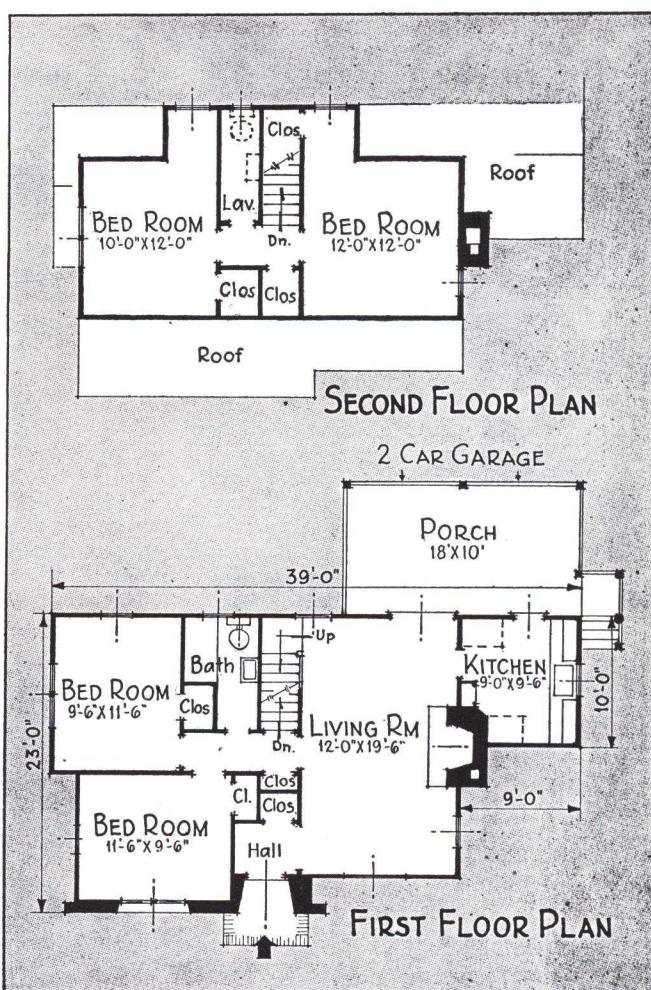 Clos
Roof
Lav.
BED ROOM
10'-0"X12'-0"
BED ROOM
12'-0"X12'-0"
Dn.
Clos
Clos
Roof
SECOND FLOOR PLAN
2 CAR GARAGE
PORCH
18'X10'
39'-0"
Up
Bath
KITCHEN
9'-0"X9'-6"
BED ROOM
9'-6"X11'-6"
Clos
LIVING RM
12'-0"X19'-6"
10'-0"
23'-0"
Dn.
Clos
Cl.
Clos
9'-0"
BED ROOM
11'-6"X9'-6"
Hall
FIRST FLOOR PLAN